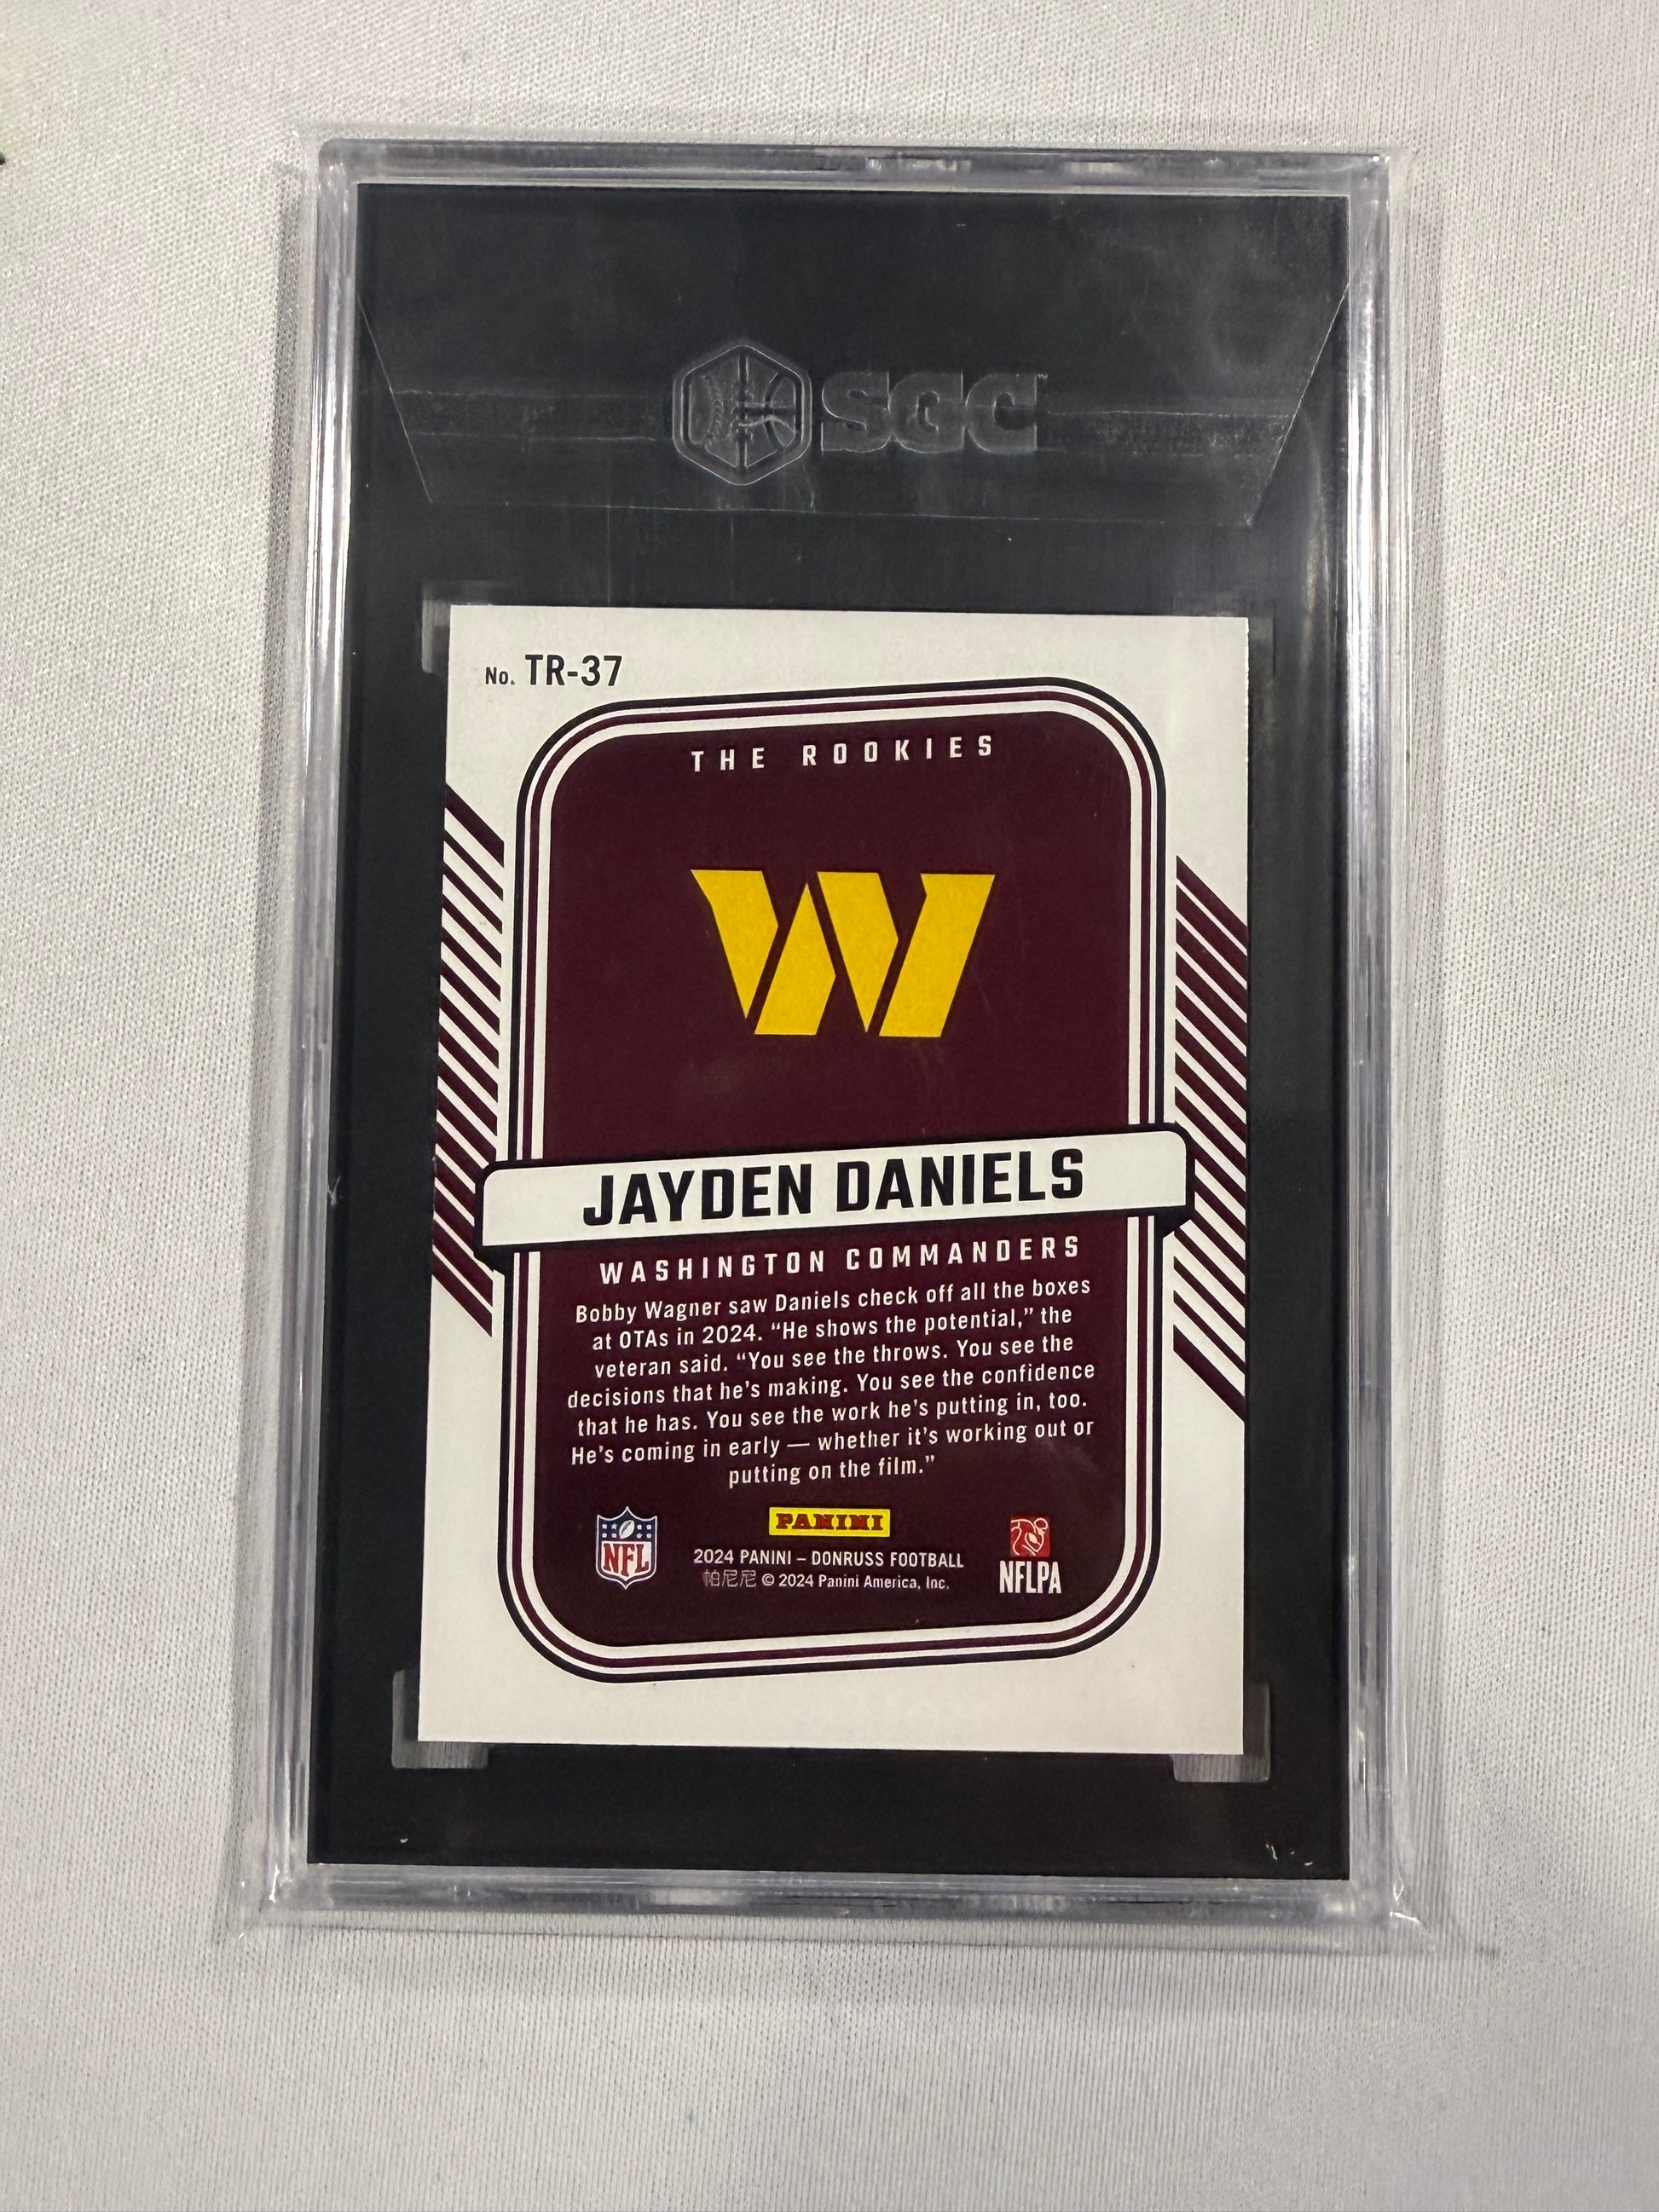 SGC
No. TR-37
THE ROOKIES
W
JAYDEN DANIELS
WASHINGTON COMMANDERS
Bobby Wagner saw Daniels check off all the boxes
at OTAs in 2024. “He shows the potential,” the
veteran said. “You see the throws. You see the
decisions that he’s making. You see the confidence
that he has. You see the work he’s putting in, too.
He’s coming in early — whether it’s working out or
putting on the film.”
NFL
PANINI
2024 PANINI – DONRUSS FOOTBALL
帕尼尼 © 2024 Panini America, Inc.
NFLPA